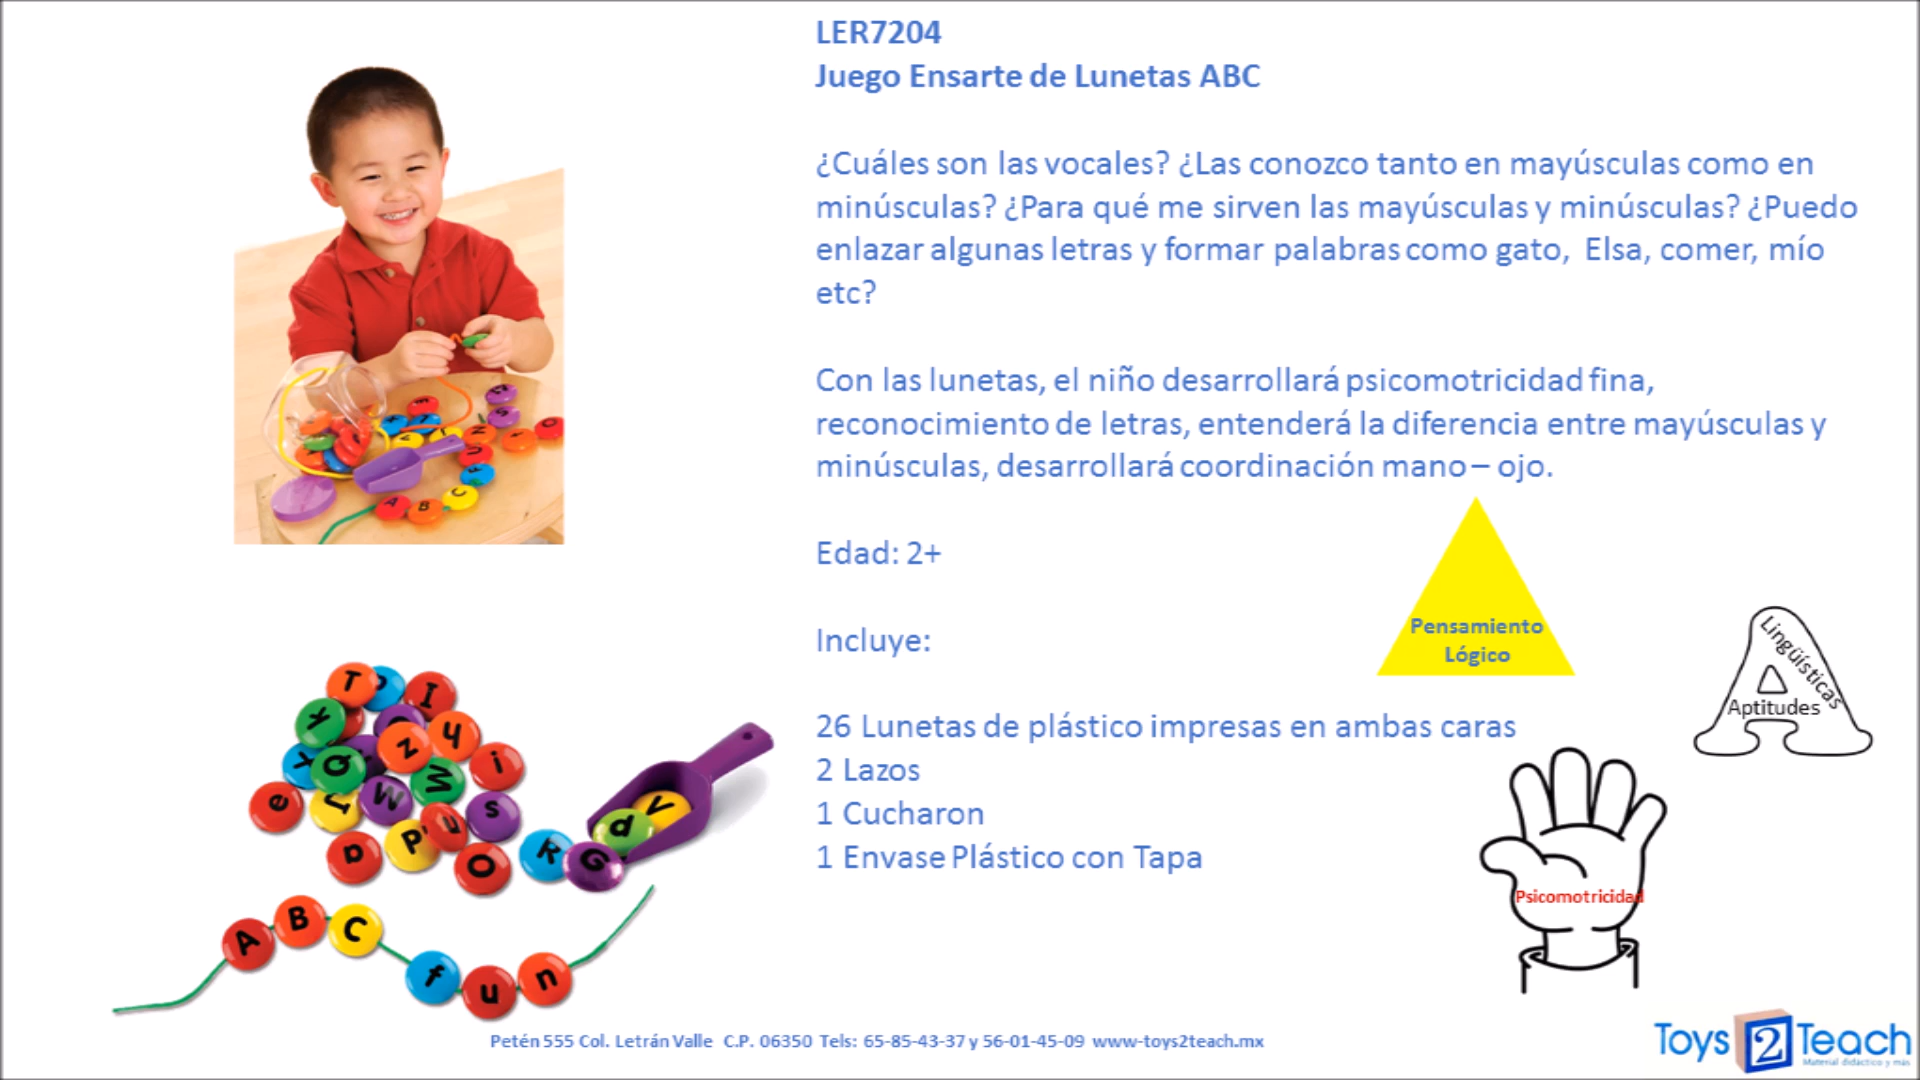 LER7204
Juego Ensarte de Lunetas ABC
¿Cuáles son las vocales? ¿Las conozco tanto en mayúsculas como en
minúsculas? ¿Para qué me sirven las mayúsculas y minúsculas? ¿Puedo
enlazar algunas letras y formar palabras como gato, Elsa, comer, mío
etc?
Con las lunetas, el niño desarrollará psicomotricidad fina,
reconocimiento de letras, entenderá la diferencia entre mayúsculas y
minúsculas, desarrollará coordinación mano – ojo.
Edad: 2+
Incluye:
26 Lunetas de plástico impresas en ambas caras
2 Lazos
1 Cucharon
1 Envase Plástico con Tapa
Pensamiento
Lógico
Lingüísticas
Aptitudes
Psicomotricidad
A B C
f u n
Petén 555 Col. Letrán Valle C.P. 06350 Tels: 65-85-43-37 y 56-01-45-09 www-toys2teach.mx
Toys 2 Teach
Material didáctico y más